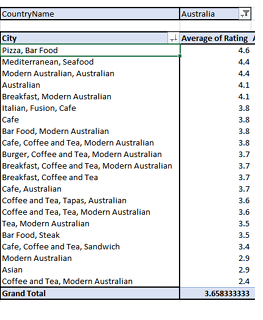 CountryName Australia
City Average of Rating
Pizza, Bar Food 4.6
Mediterranean, Seafood 4.4
Modern Australian, Australian 4.4
Australian 4.1
Breakfast, Modern Australian 4.1
Italian, Fusion, Cafe 3.8
Cafe 3.8
Bar Food, Modern Australian 3.8
Cafe, Coffee and Tea, Modern Australian 3.8
Burger, Coffee and Tea, Modern Australian 3.7
Breakfast, Coffee and Tea, Modern Australian 3.7
Breakfast, Coffee and Tea 3.7
Cafe, Australian 3.7
Coffee and Tea, Tapas, Australian 3.6
Coffee and Tea, Tea, Modern Australian 3.6
Tea, Modern Australian 3.5
Bar Food, Steak 3.5
Cafe, Coffee and Tea, Sandwich 3.4
Modern Australian 2.9
Asian 2.9
Coffee and Tea, Modern Australian 2.4
Grand Total 3.658333333